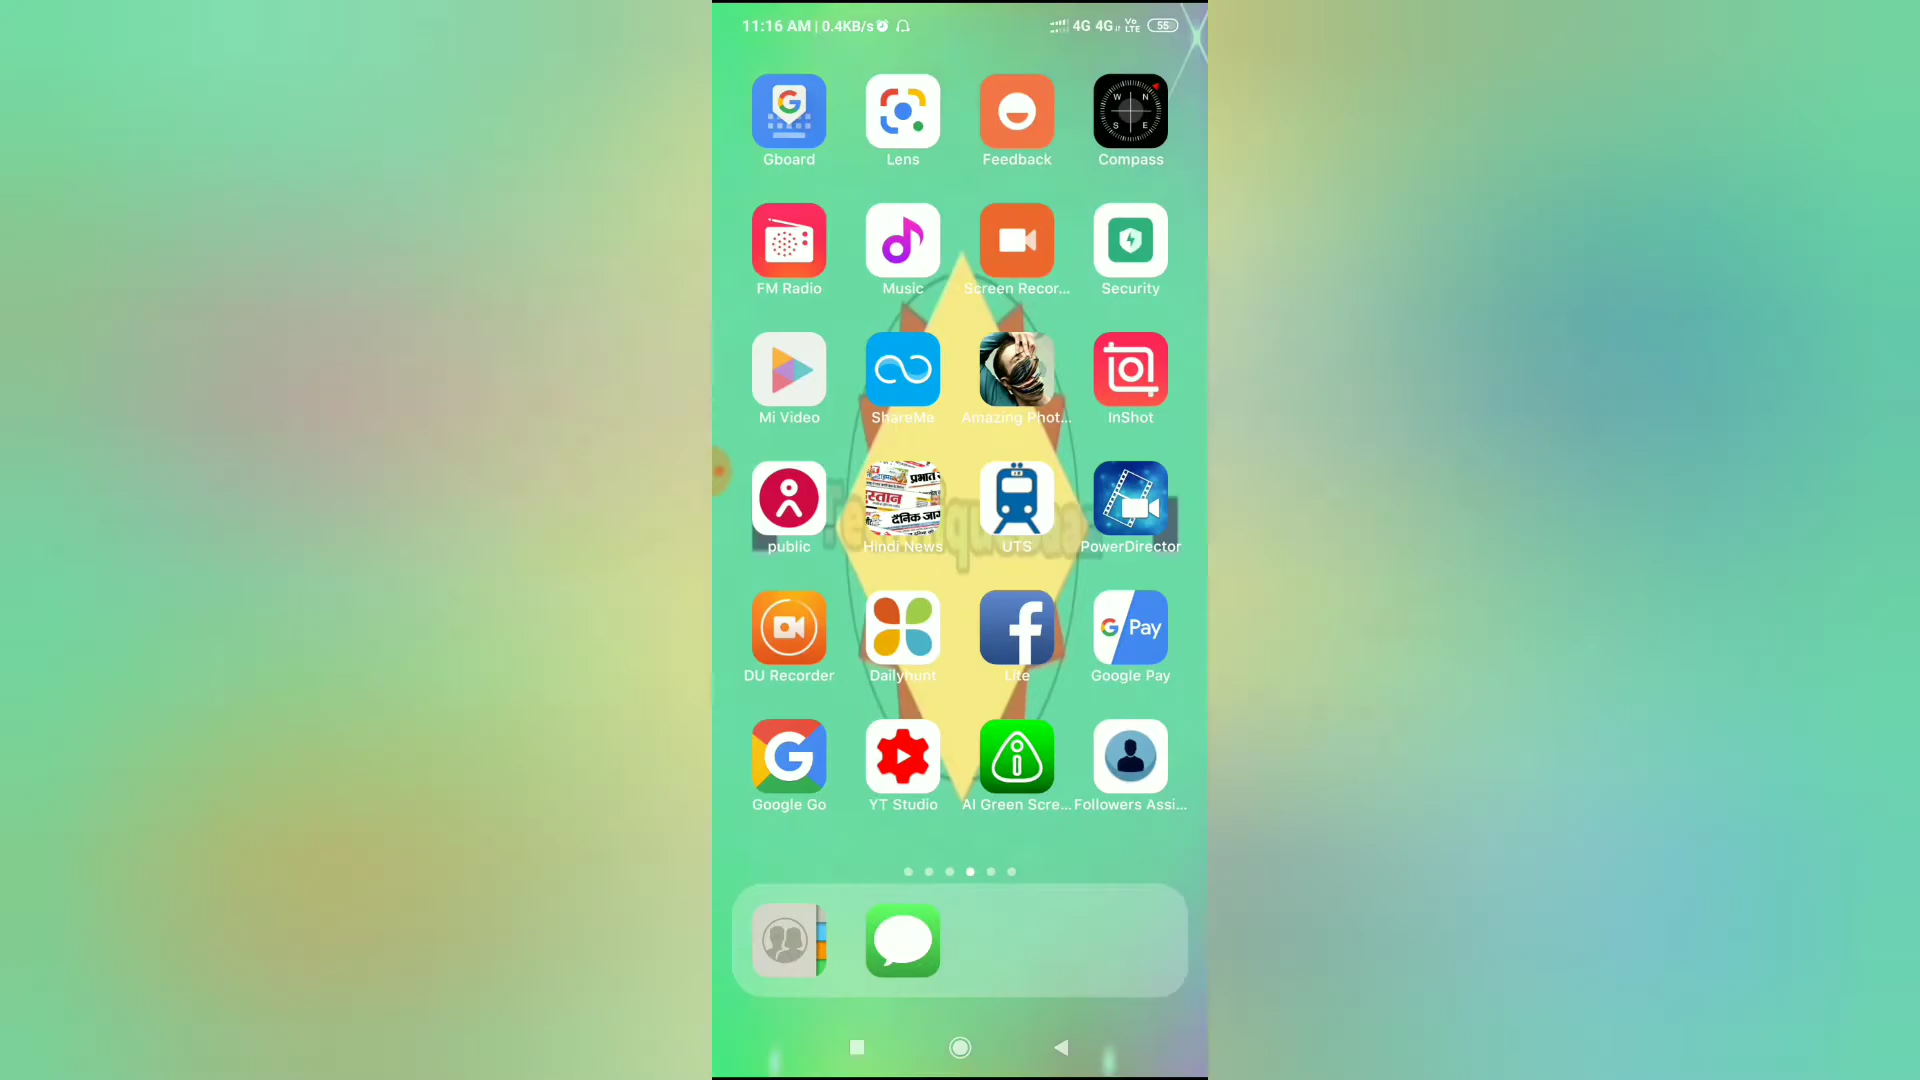 11:16 AM | 0.4KB/s 4G 4G Vo LTE 55
Gboard Lens Feedback Compass
W N S E
FM Radio Music Screen Recor... Security
Mi Video ShareMe Amazing Phot... InShot
प्रभात
स्तान
दैनिक जाग
public Hindi News UTS PowerDirector
G Pay
DU Recorder Dailyhunt Lite Google Pay
Google Go YT Studio AI Green Scre... Followers Assi...